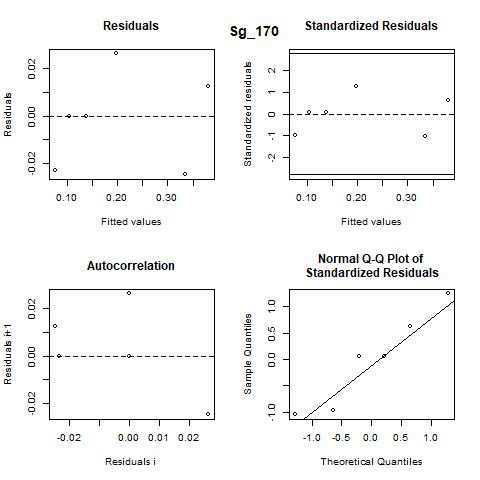 Sg_170
Residuals
Residuals
0.02
0.00
-0.02
0.10
0.20
0.30
Fitted values
Standardized Residuals
Standardized residuals
2
1
0
-1
-2
0.10
0.20
0.30
Fitted values
Autocorrelation
Residuals i+1
0.02
0.00
-0.02
-0.02
0.00
0.02
Residuals i
Normal Q-Q Plot of
Standardized Residuals
Sample Quantiles
1.0
0.5
0.0
-1.0
-1.0
-0.5
0.0
0.5
1.0
Theoretical Quantiles